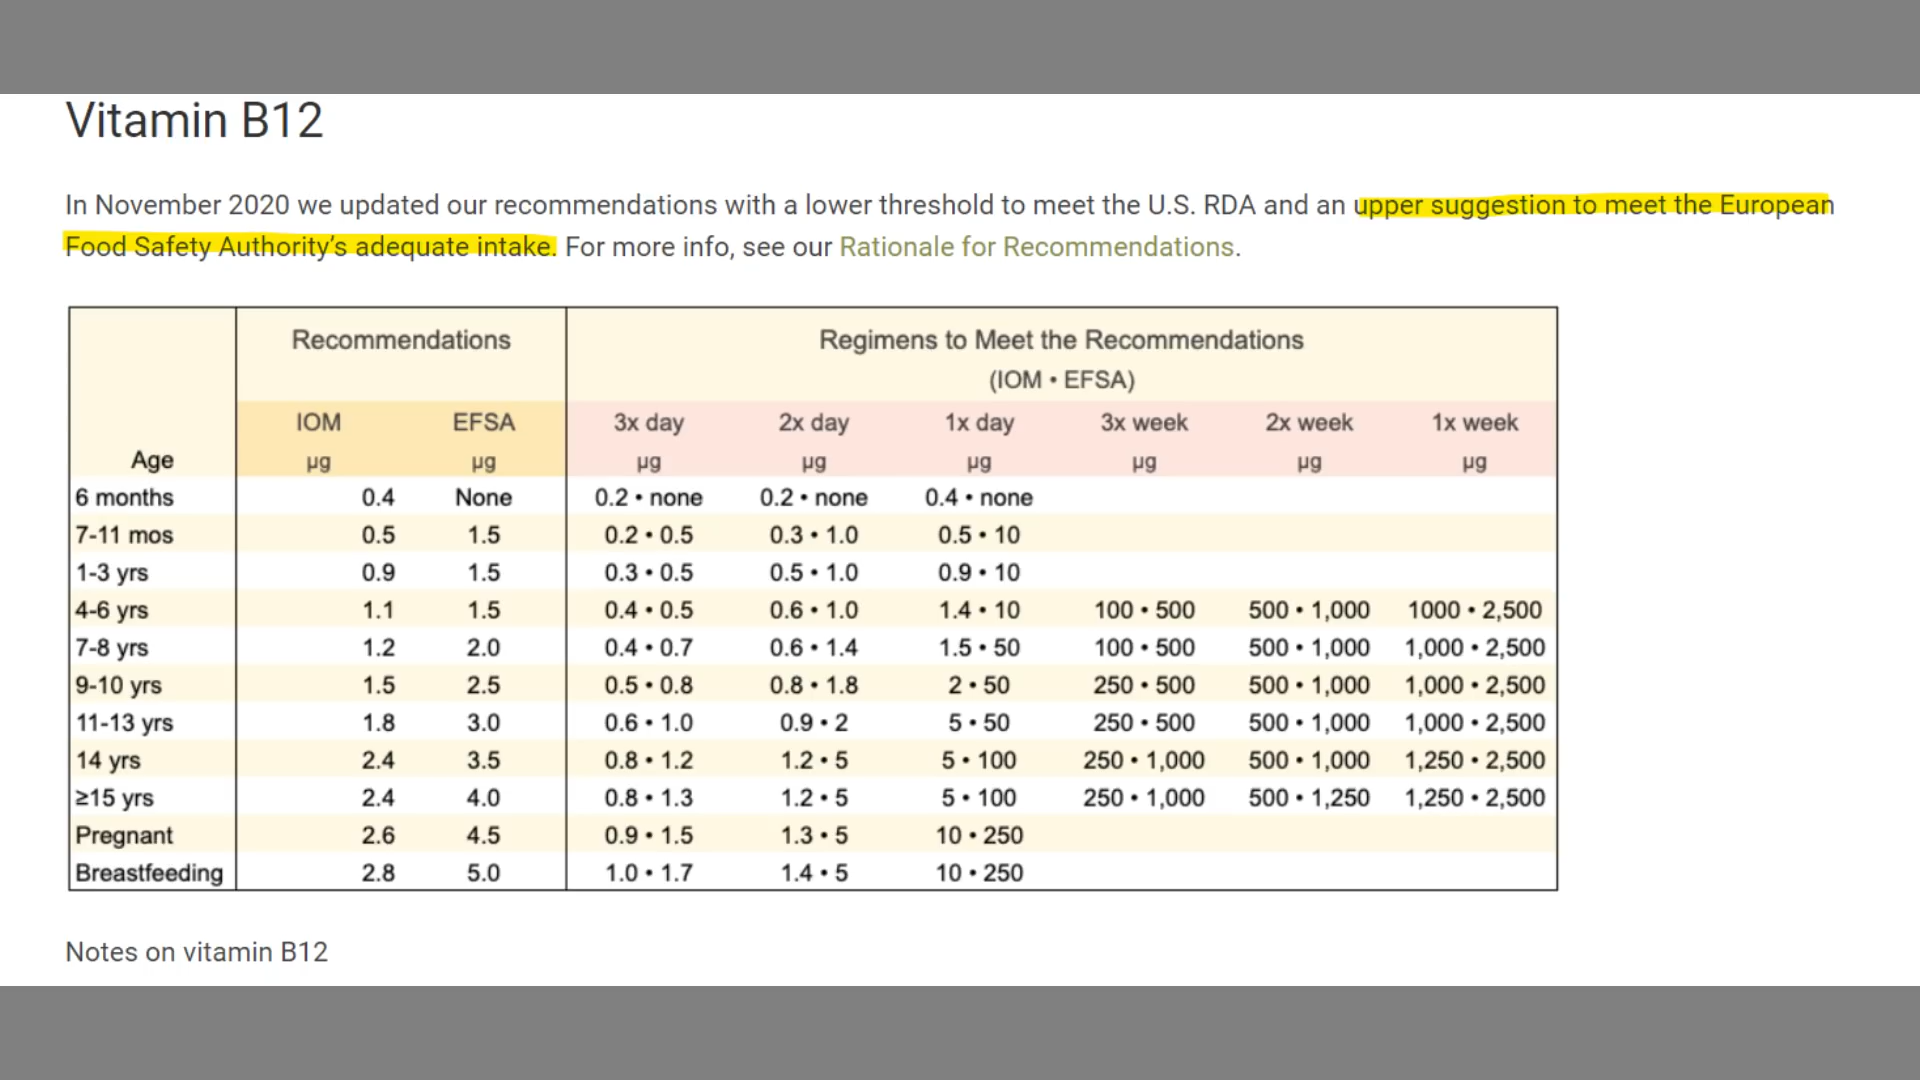 Vitamin B12
In November 2020 we updated our recommendations with a lower threshold to meet the U.S. RDA and an upper suggestion to meet the European
Food Safety Authority’s adequate intake. For more info, see our Rationale for Recommendations.
Recommendations Regimens to Meet the Recommendations
(IOM • EFSA)
IOM EFSA 3x day 2x day 1x day 3x week 2x week 1x week
Age µg µg µg µg µg µg µg µg
6 months 0.4 None 0.2 • none 0.2 • none 0.4 • none
7-11 mos 0.5 1.5 0.2 • 0.5 0.3 • 1.0 0.5 • 10
1-3 yrs 0.9 1.5 0.3 • 0.5 0.5 • 1.0 0.9 • 10
4-6 yrs 1.1 1.5 0.4 • 0.5 0.6 • 1.0 1.4 • 10 100 • 500 500 • 1,000 1000 • 2,500
7-8 yrs 1.2 2.0 0.4 • 0.7 0.6 • 1.4 1.5 • 50 100 • 500 500 • 1,000 1,000 • 2,500
9-10 yrs 1.5 2.5 0.5 • 0.8 0.8 • 1.8 2 • 50 250 • 500 500 • 1,000 1,000 • 2,500
11-13 yrs 1.8 3.0 0.6 • 1.0 0.9 • 2 5 • 50 250 • 500 500 • 1,000 1,000 • 2,500
14 yrs 2.4 3.5 0.8 • 1.2 1.2 • 5 5 • 100 250 • 1,000 500 • 1,000 1,250 • 2,500
≥15 yrs 2.4 4.0 0.8 • 1.3 1.2 • 5 5 • 100 250 • 1,000 500 • 1,250 1,250 • 2,500
Pregnant 2.6 4.5 0.9 • 1.5 1.3 • 5 10 • 250
Breastfeeding 2.8 5.0 1.0 • 1.7 1.4 • 5 10 • 250
Notes on vitamin B12